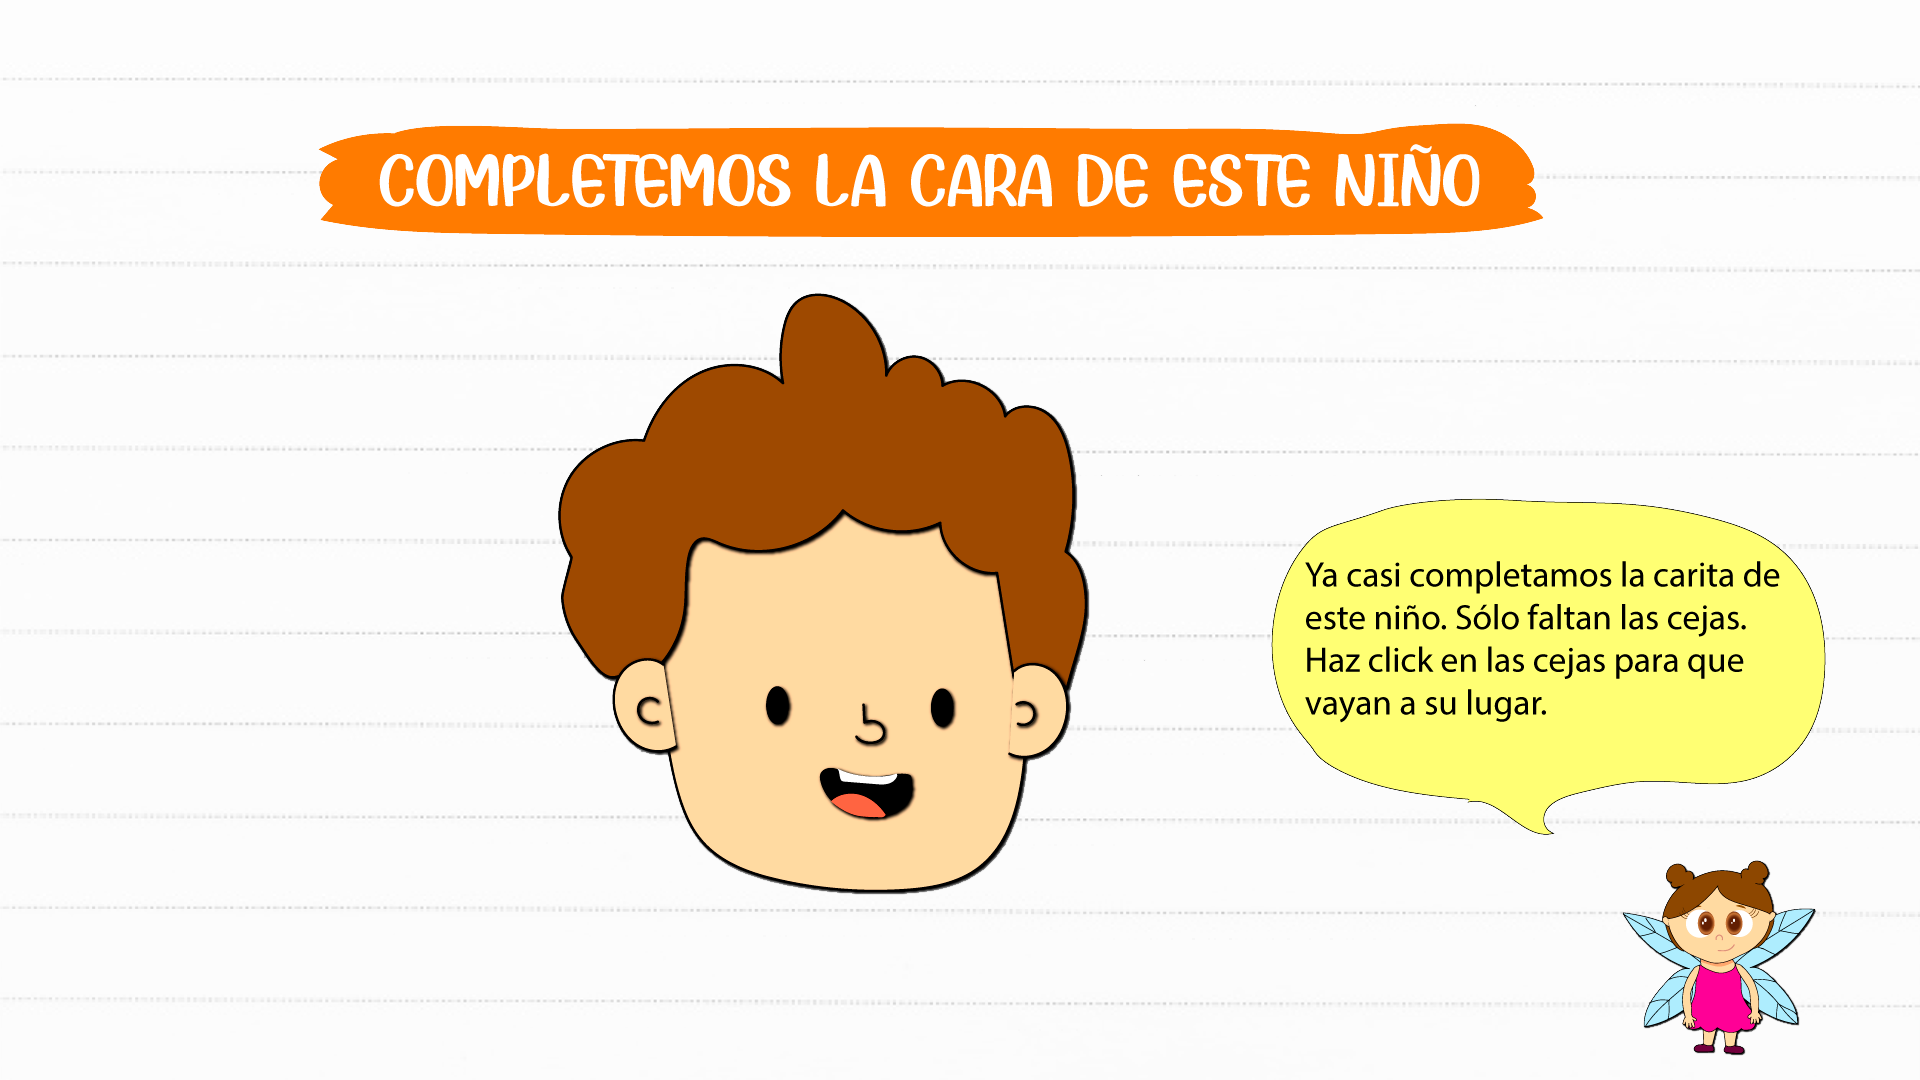 COMPLETEMOS LA CARA DE ESTE NIÑO
Ya casi completamos la carita de
este niño. Sólo faltan las cejas.
Haz click en las cejas para que
vayan a su lugar.